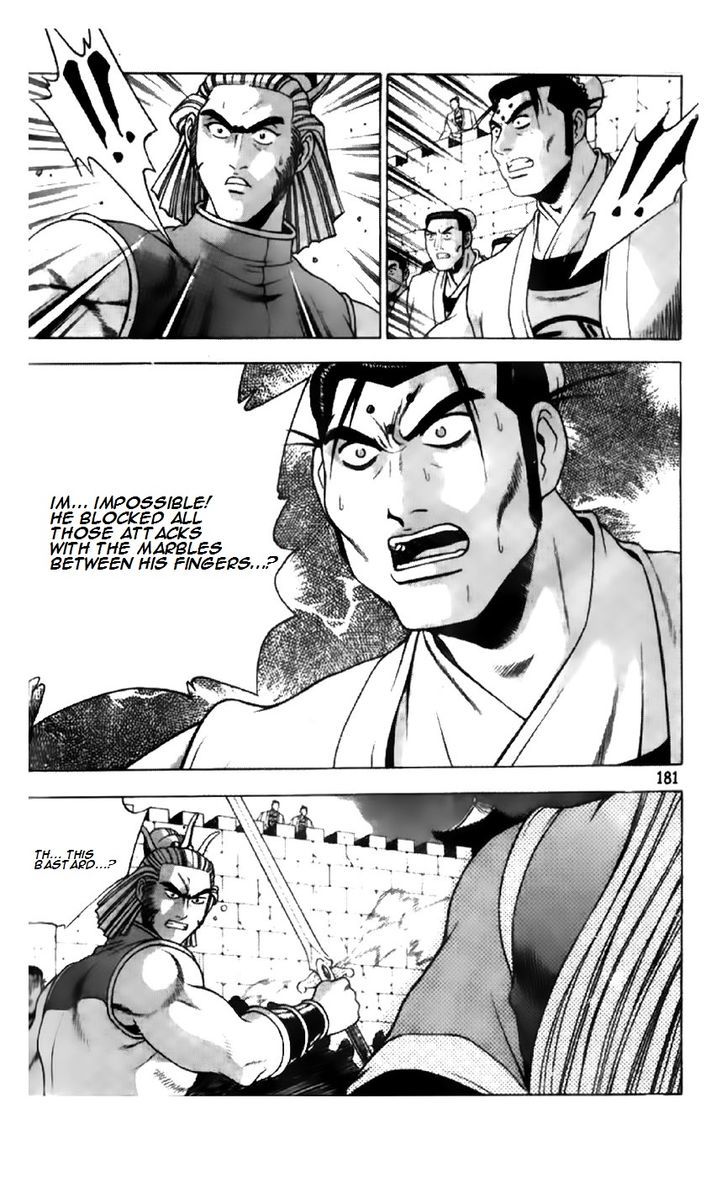 !!
!!
IM... IMPOSSIBLE!
HE BLOCKED ALL
THOSE ATTACKS
WITH THE MARBLES
BETWEEN HIS FINGERS...?
181
TH... THIS
BASTARD...?